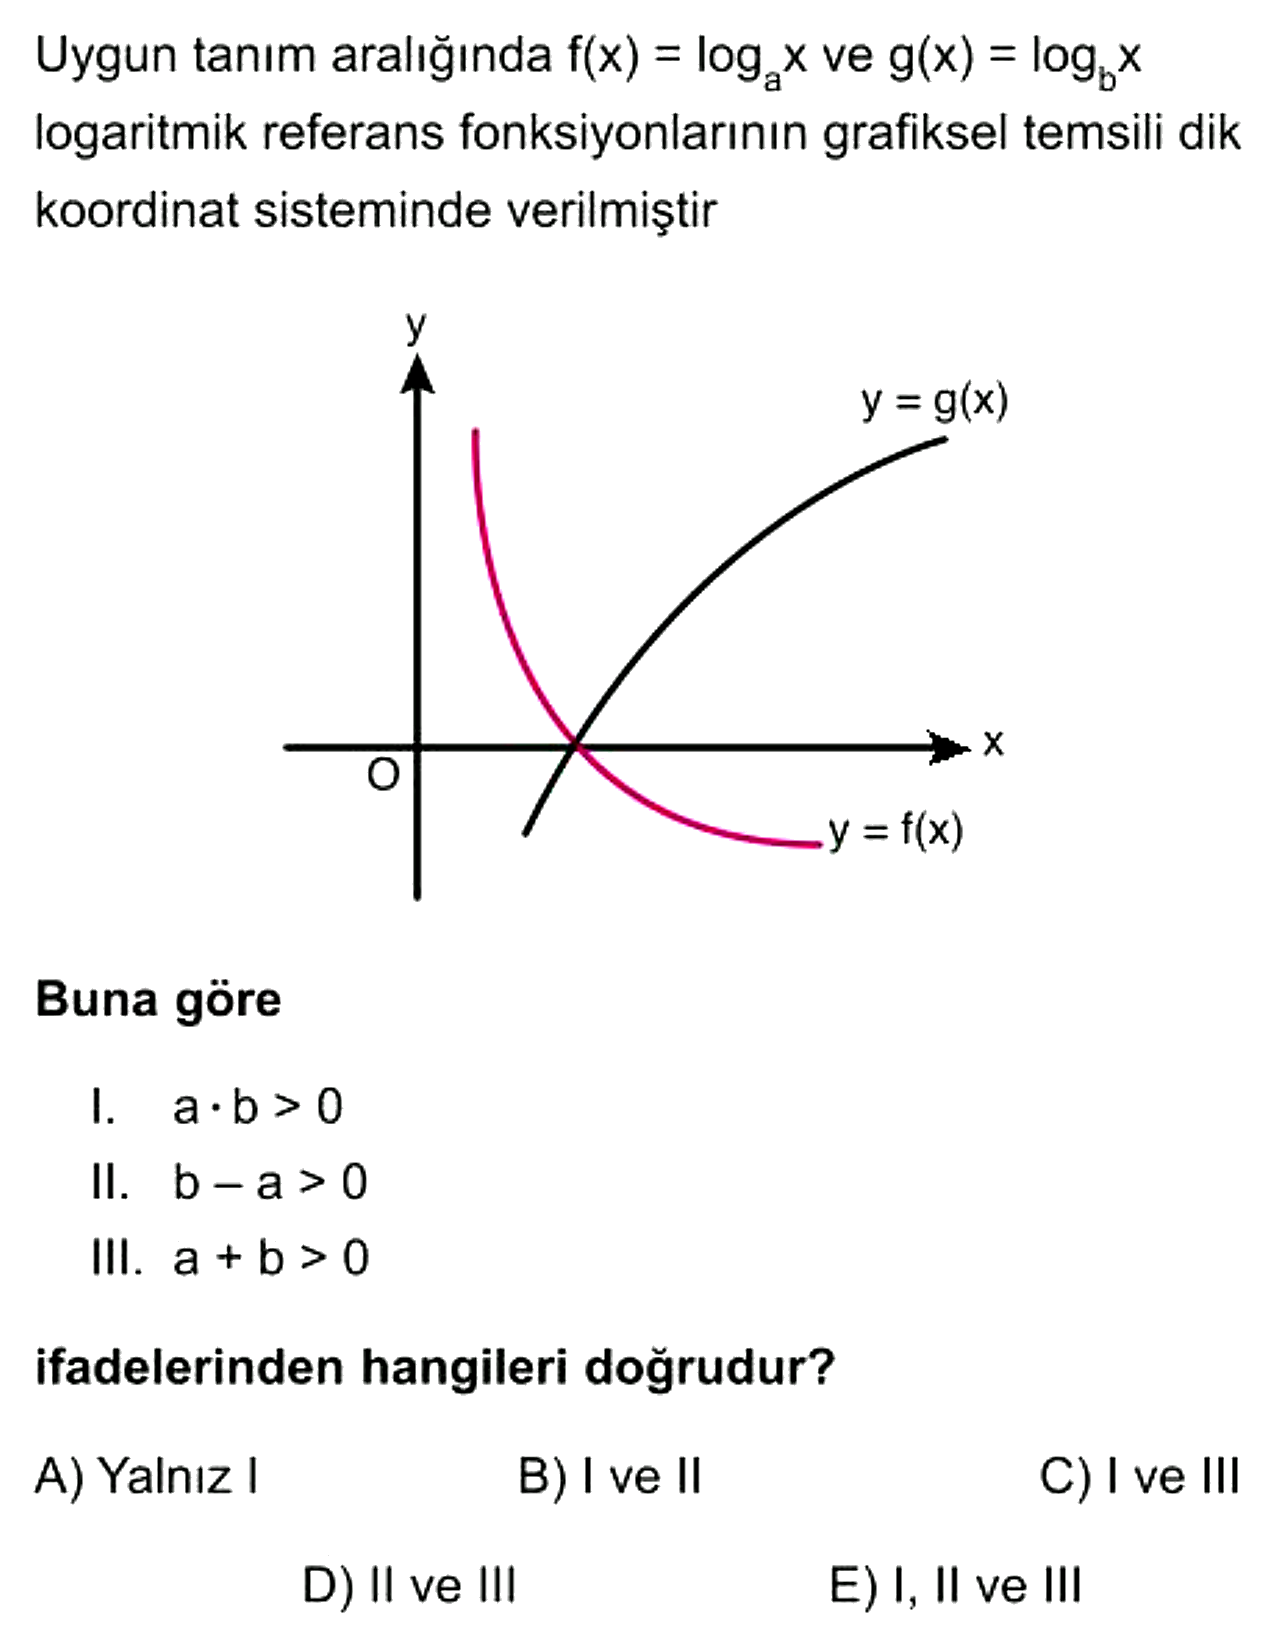 Uygun tanım aralığında f(x) = logₐx ve g(x) = log_b x
logaritmik referans fonksiyonlarının grafiksel temsili dik
koordinat sisteminde verilmiştir
y
y = g(x)
x
O
y = f(x)
Buna göre
I. a · b > 0
II. b – a > 0
III. a + b > 0
ifadelerinden hangileri doğrudur?
A) Yalnız I B) I ve II C) I ve III
D) II ve III E) I, II ve III